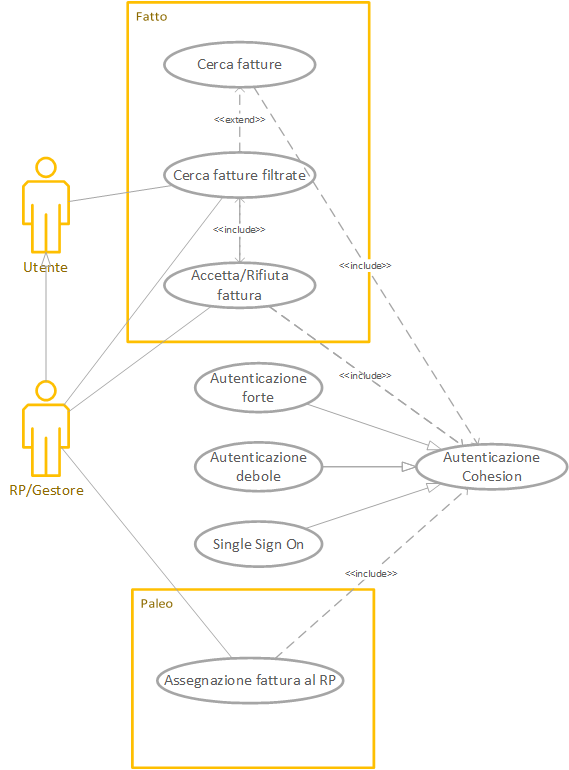 Fatto
Cerca fatture
<<extend>>
Cerca fatture filtrate
<<include>>
Utente
<<include>>
Accetta/Rifiuta
fattura
Autenticazione
forte
<<include>>
RP/Gestore
Autenticazione
debole
Autenticazione
Cohesion
Single Sign On
<<include>>
Paleo
Assegnazione fattura al RP